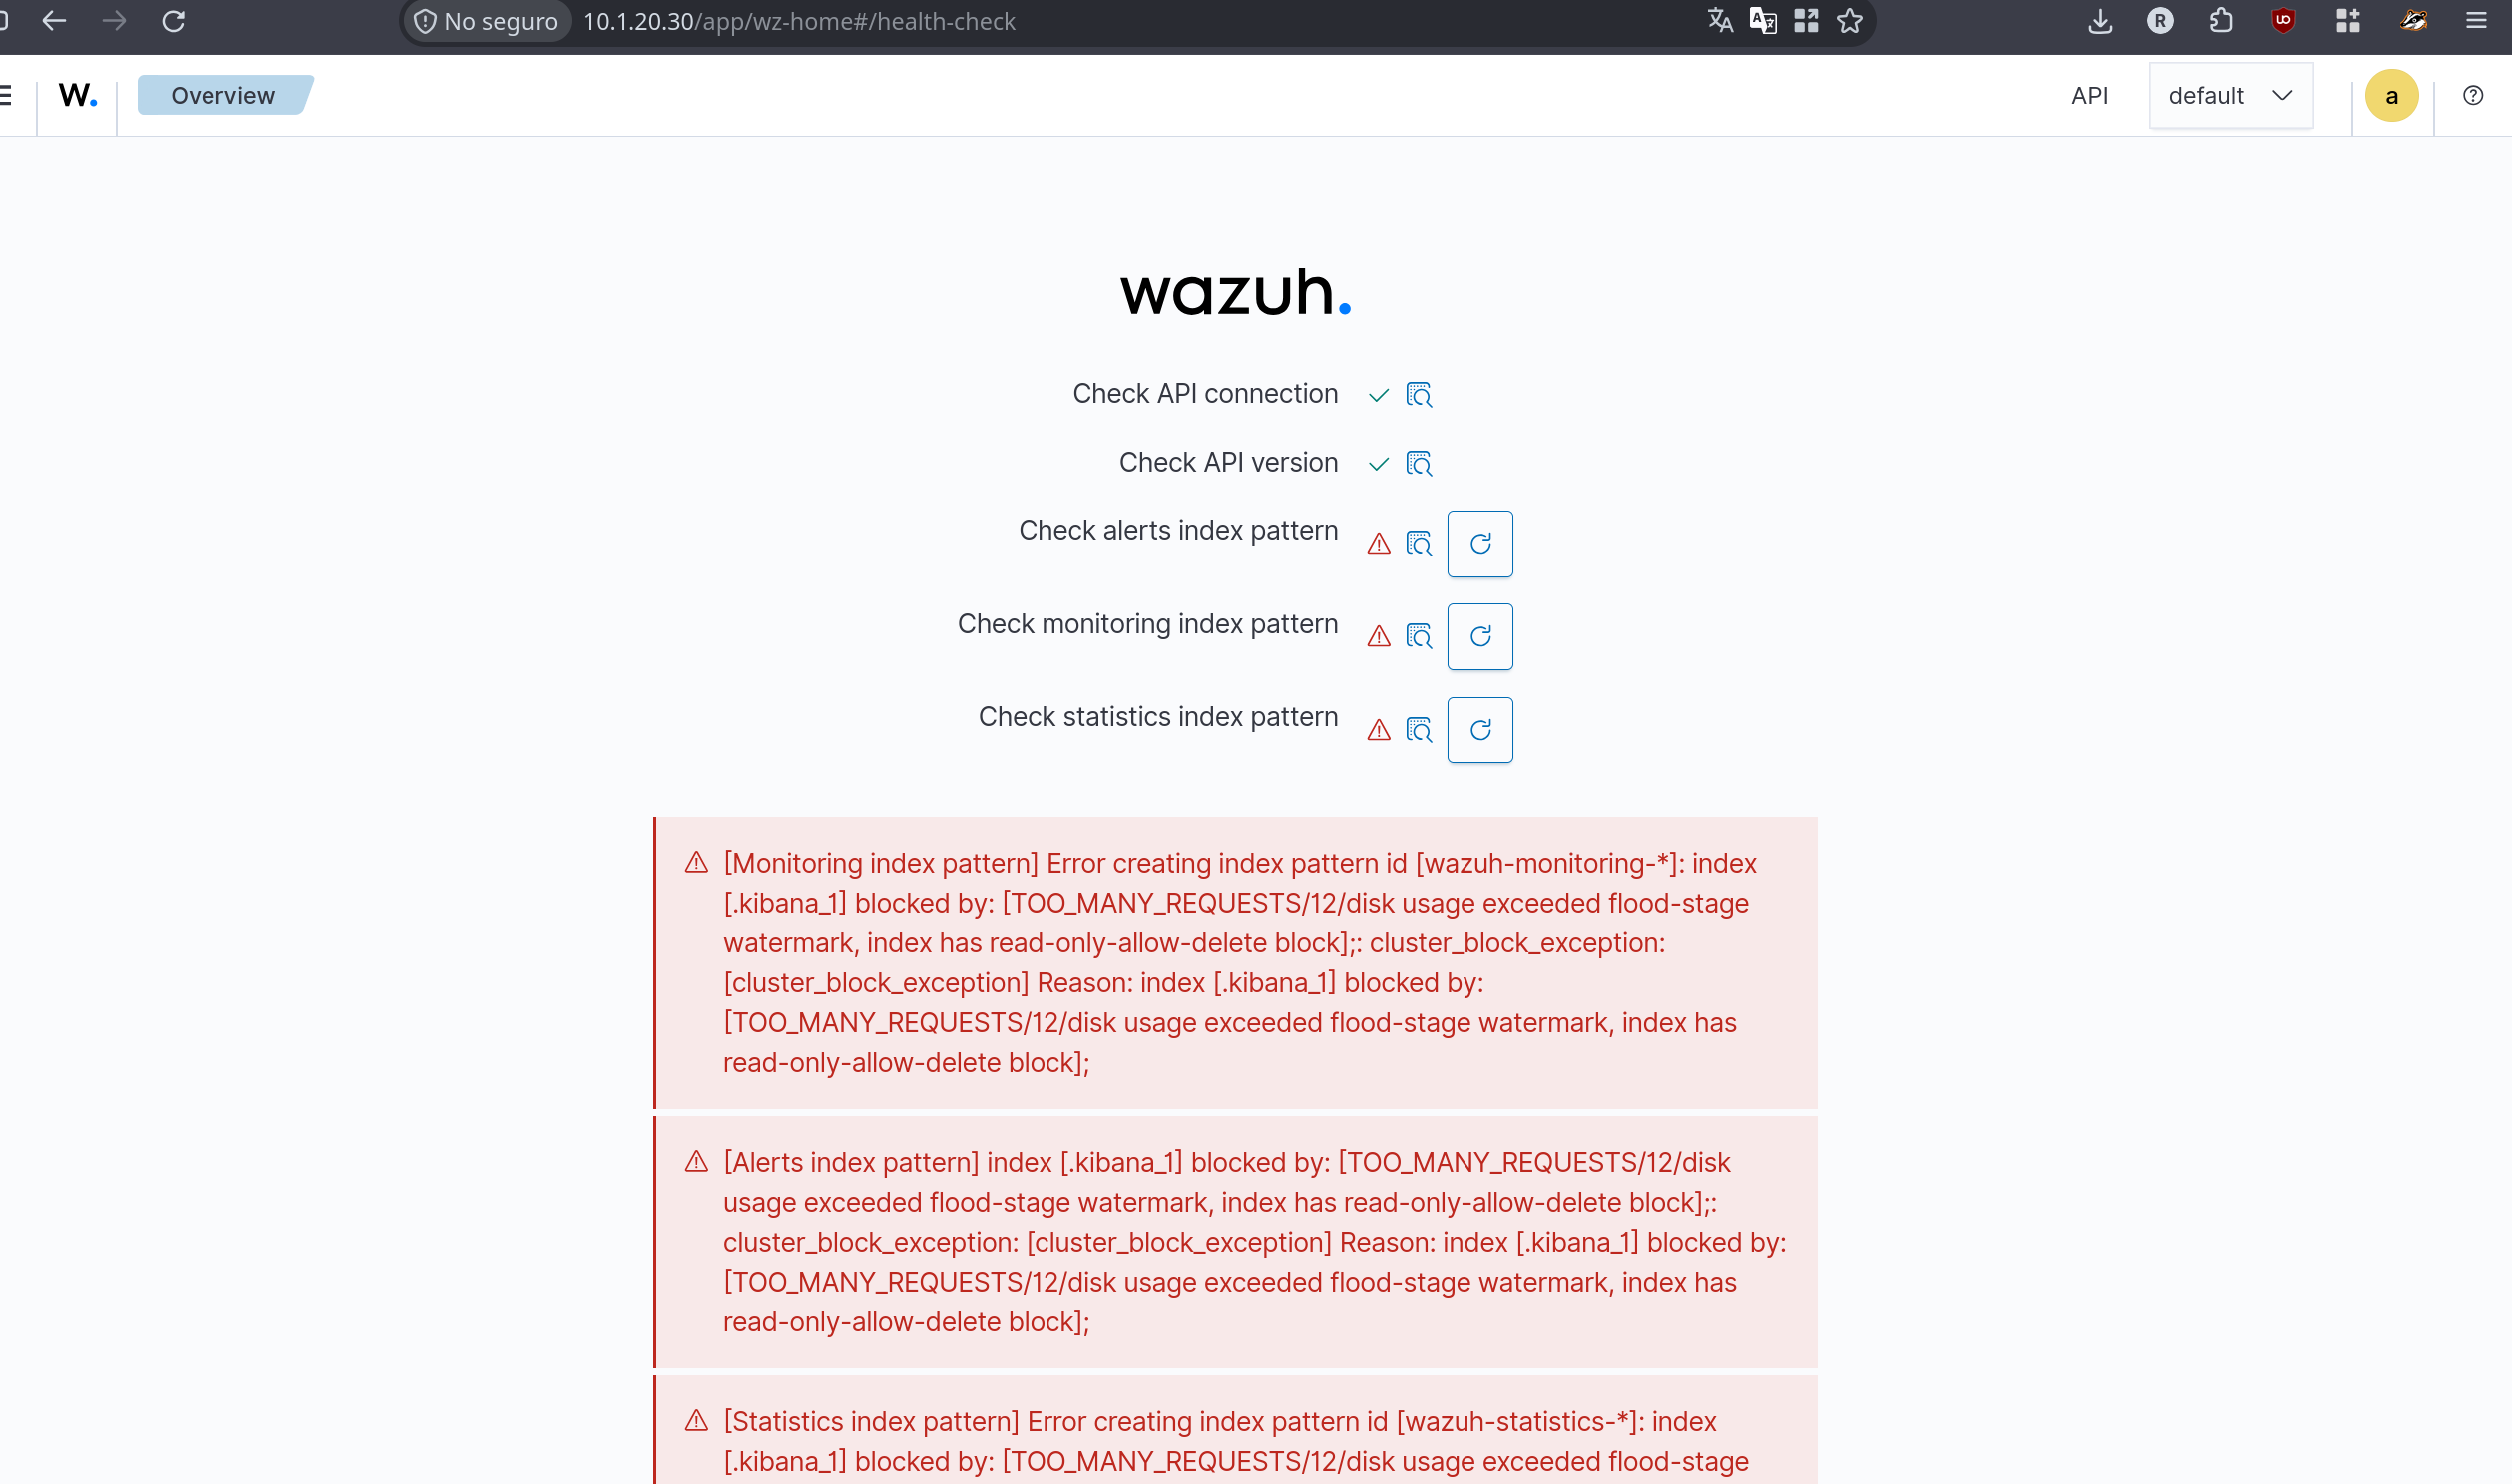 No seguro 10.1.20.30/app/wz-home#/health-check
R
W. Overview API default a
wazuh.
Check API connection
Check API version
Check alerts index pattern
Check monitoring index pattern
Check statistics index pattern
[Monitoring index pattern] Error creating index pattern id [wazuh-monitoring-*]: index
[.kibana_1] blocked by: [TOO_MANY_REQUESTS/12/disk usage exceeded flood-stage
watermark, index has read-only-allow-delete block];: cluster_block_exception:
[cluster_block_exception] Reason: index [.kibana_1] blocked by:
[TOO_MANY_REQUESTS/12/disk usage exceeded flood-stage watermark, index has
read-only-allow-delete block];
[Alerts index pattern] index [.kibana_1] blocked by: [TOO_MANY_REQUESTS/12/disk
usage exceeded flood-stage watermark, index has read-only-allow-delete block];:
cluster_block_exception: [cluster_block_exception] Reason: index [.kibana_1] blocked by:
[TOO_MANY_REQUESTS/12/disk usage exceeded flood-stage watermark, index has
read-only-allow-delete block];
[Statistics index pattern] Error creating index pattern id [wazuh-statistics-*]: index
[.kibana_1] blocked by: [TOO_MANY_REQUESTS/12/disk usage exceeded flood-stage